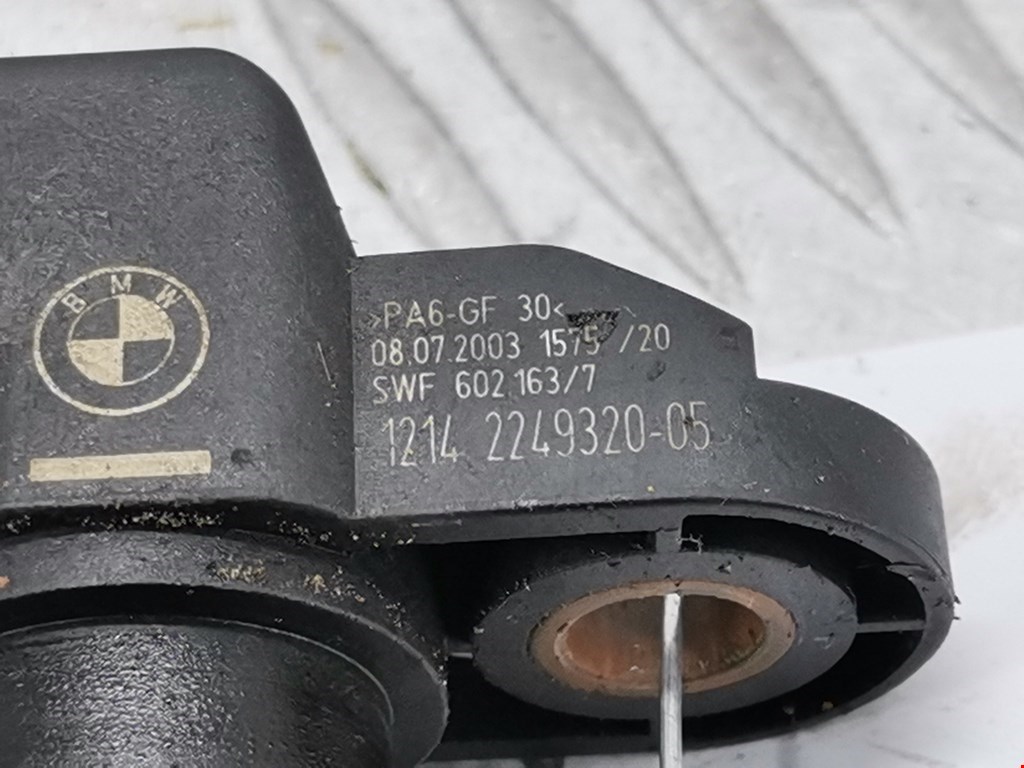 BMW
>PA6-GF 30<
08.07.2003 1575 /20
SWF 602 163/7
1214 2249320-05